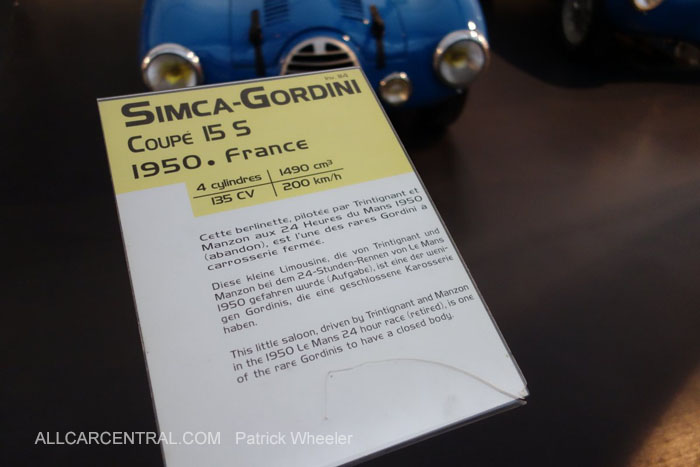 Inv. 94
SIMCA-GORDINI
COUPÉ 15 S
1950. France
4 cylindres 1490 cm³
135 CV 200 km/h
Cette berlinette, pilotée par Trintignant et
Manzon aux 24 Heures du Mans 1950
(abandon), est l'une des rares Gordini à
carrosserie fermée.
Diese kleine Limousine, die von Trintignant und
Manzon bei dem 24-Stunden-Rennen von Le Mans
1950 gefahren wurde (Aufgabe), ist eine der weni-
gen Gordinis, die eine geschlossene Karosserie
haben.
This little saloon, driven by Trintignant and Manzon
in the 1950 Le Mans 24 hour race (retired), is one
of the rare Gordinis to have a closed body.
ALLCARCENTRAL.COM Patrick Wheeler